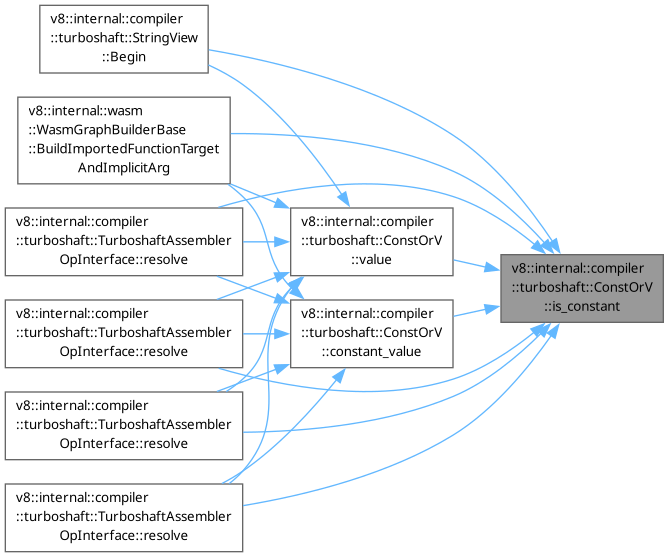 v8::internal::compiler
::turboshaft::StringView
::Begin
v8::internal::wasm
::WasmGraphBuilderBase
::BuildImportedFunctionTarget
AndImplicitArg
v8::internal::compiler
::turboshaft::TurboshaftAssembler
OpInterface::resolve
v8::internal::compiler
::turboshaft::TurboshaftAssembler
OpInterface::resolve
v8::internal::compiler
::turboshaft::TurboshaftAssembler
OpInterface::resolve
v8::internal::compiler
::turboshaft::TurboshaftAssembler
OpInterface::resolve
v8::internal::compiler
::turboshaft::ConstOrV
::value
v8::internal::compiler
::turboshaft::ConstOrV
::constant_value
v8::internal::compiler
::turboshaft::ConstOrV
::is_constant